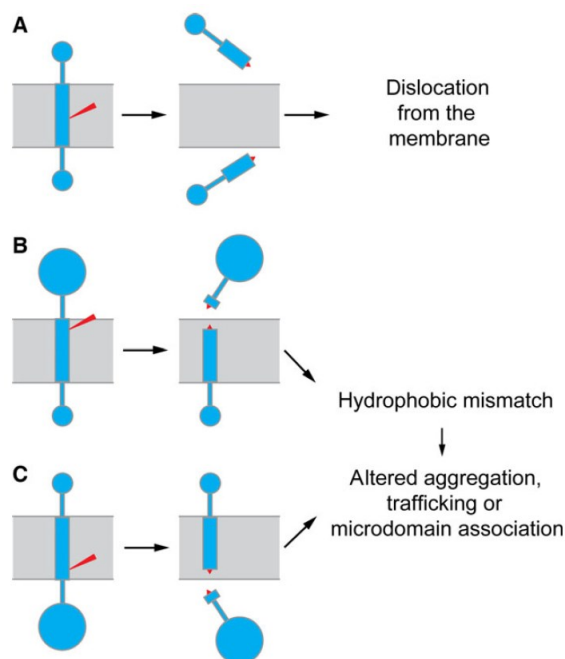 A
Dislocation
from the
membrane
B
Hydrophobic mismatch
C
Altered aggregation,
trafficking or
microdomain association